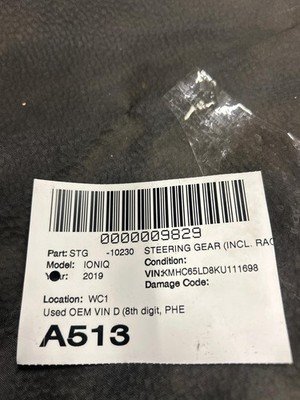 0000009829
Part: STG -10230 STEERING GEAR (INCL. RAC
Model: IONIQ Condition:
Year: 2019 VIN:KMHC65LD8KU111698
Damage Code:
Location: WC1
Used OEM VIN D (8th digit, PHE
A513